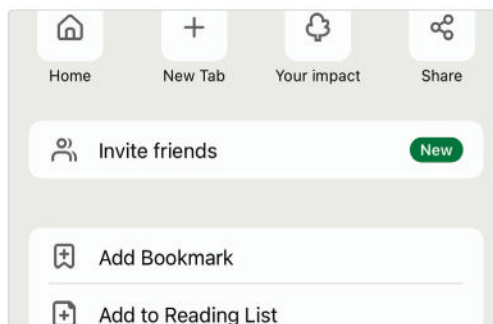 Home New Tab Your impact Share
Invite friends New
Add Bookmark
Add to Reading List